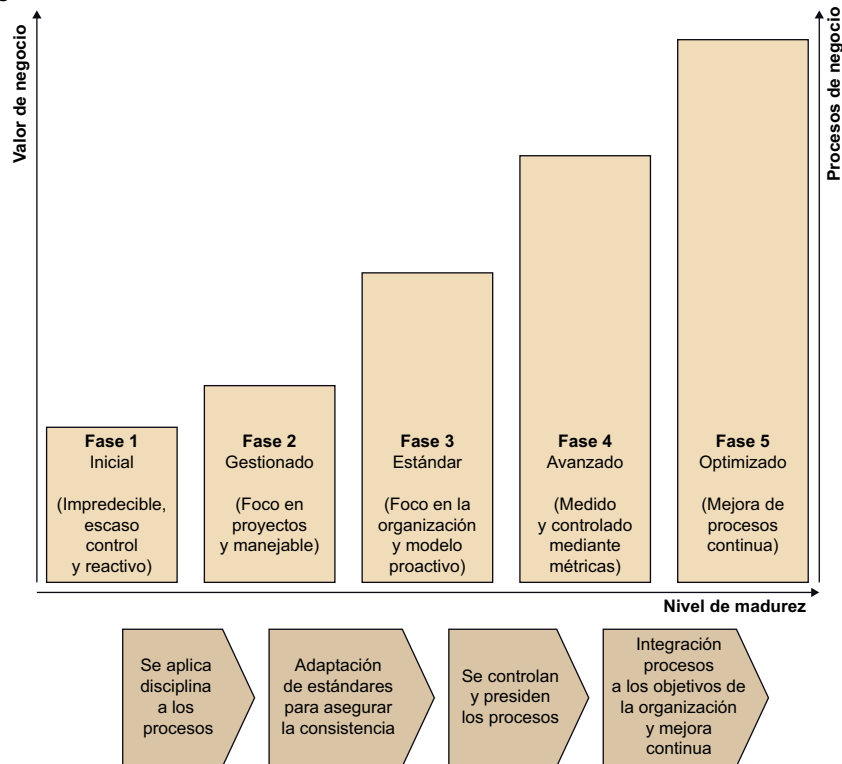 Valor de negocio
Procesos de negocio
Fase 1
Inicial
(Impredecible,
escaso
control
y reactivo)
Fase 2
Gestionado
(Foco en
proyectos
y manejable)
Fase 3
Estándar
(Foco en la
organización
y modelo
proactivo)
Fase 4
Avanzado
(Medido
y controlado
mediante
métricas)
Fase 5
Optimizado
(Mejora de
procesos
continua)
Nivel de madurez
Se aplica
disciplina
a los
procesos
Adaptación
de estándares
para asegurar
la consistencia
Se controlan
y presiden
los procesos
Integración
procesos
a los objetivos de
la organización
y mejora
continua